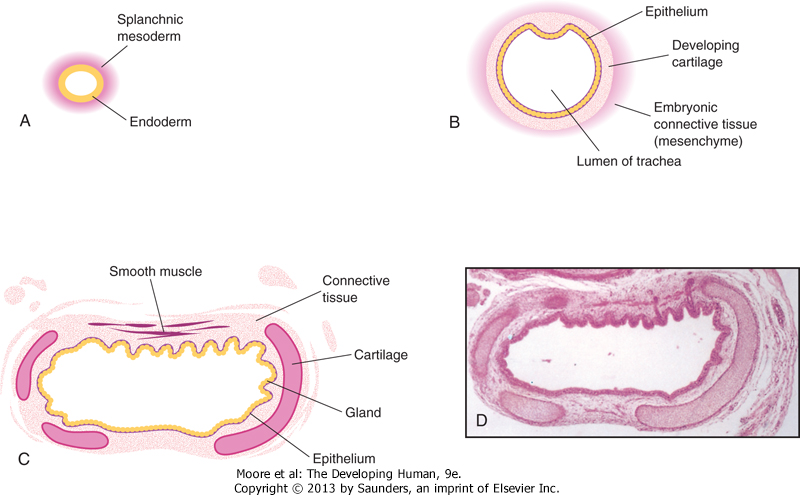 Splanchnic
mesoderm
Endoderm
A
Epithelium
Developing
cartilage
Embryonic
connective tissue
(mesenchyme)
Lumen of trachea
B
Smooth muscle
Connective
tissue
Cartilage
Gland
Epithelium
C
D
Moore et al: The Developing Human, 9e.
Copyright © 2013 by Saunders, an imprint of Elsevier Inc.